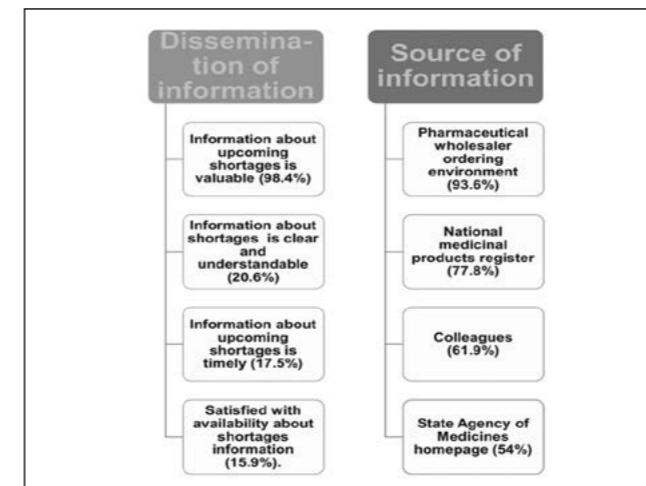 Dissemina-
tion of
information
Information about
upcoming
shortages is
valuable (98.4%)
Information about
shortages is clear
and
understandable
(20.6%)
Information about
upcoming
shortages is
timely (17.5%)
Satisfied with
availability about
shortages
information
(15.9%).
Source of
information
Pharmaceutical
wholesaler
ordering
environment
(93.6%)
National
medicinal
products register
(77.8%)
Colleagues
(61.9%)
State Agency of
Medicines
homepage (54%)